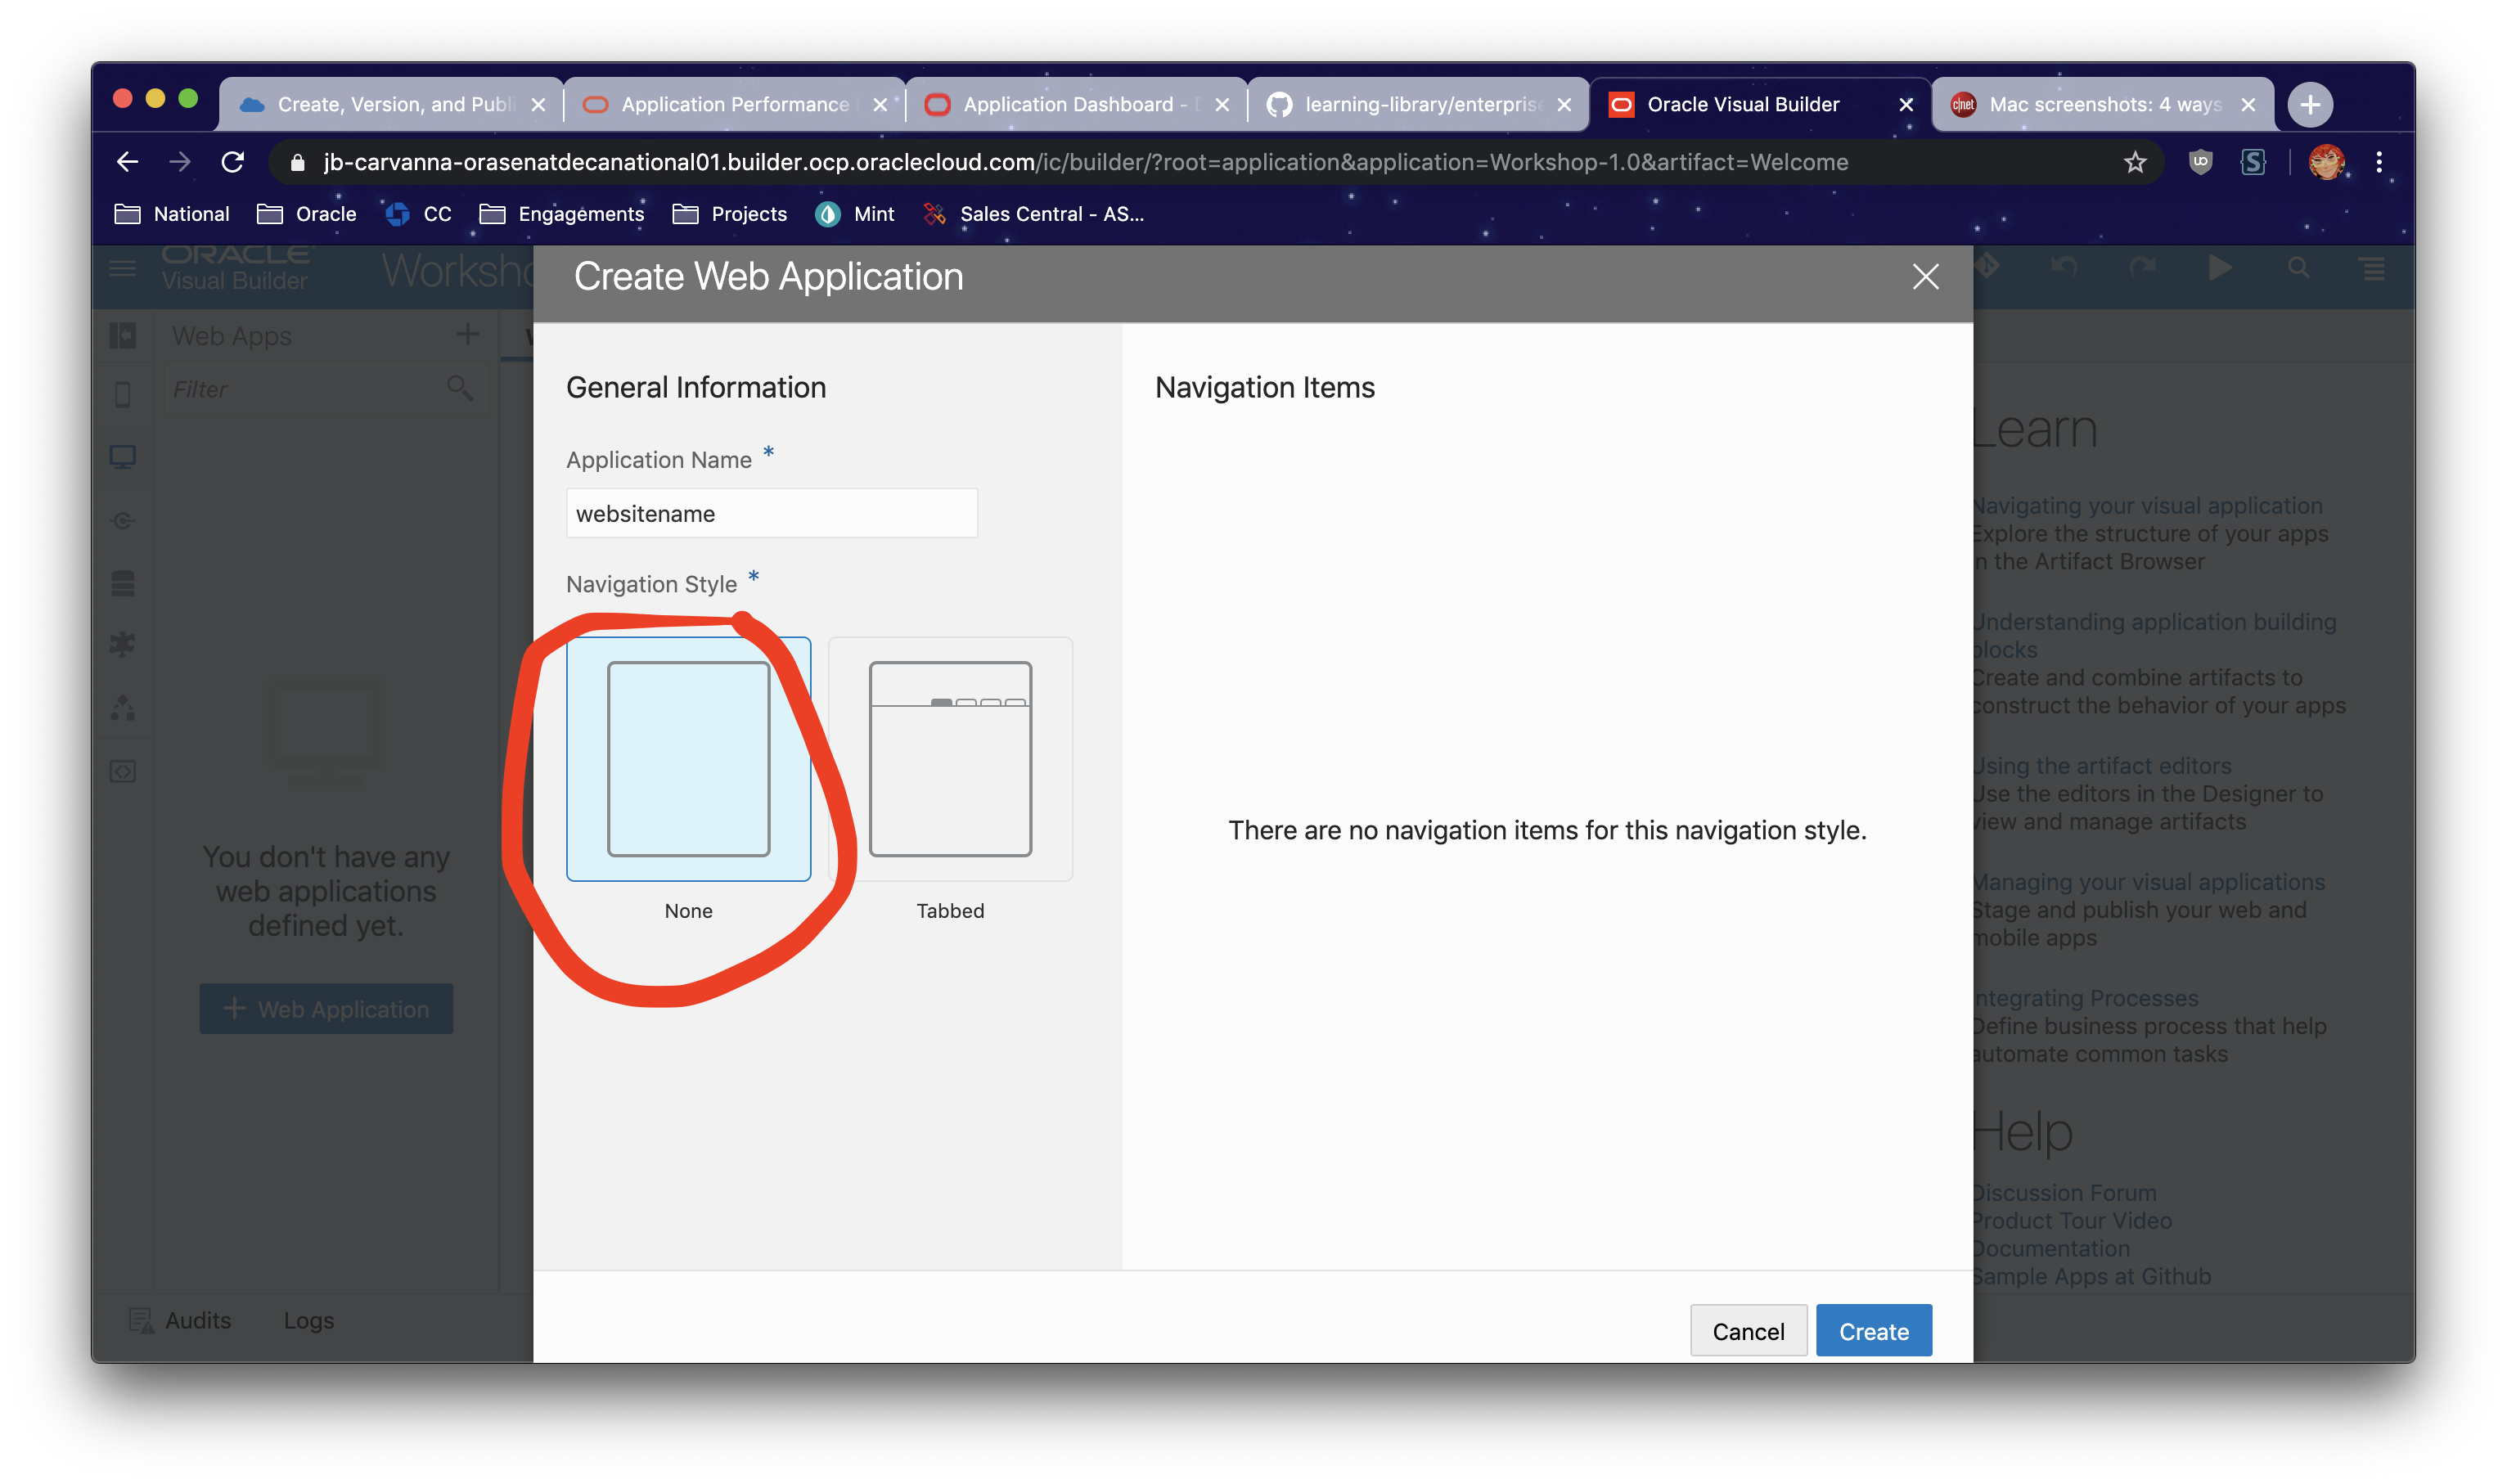 Create, Version, and Publi
Application Performance
Application Dashboard -
learning-library/enterprise
Oracle Visual Builder
c|net
Mac screenshots: 4 ways
jb-carvanna-orasenatdecanational01.builder.ocp.oraclecloud.com/ic/builder/?root=application&application=Workshop-1.0&artifact=Welcome
National
Oracle
CC
Engagements
Projects
Mint
Sales Central - AS...
ORACLE
Visual Builder
Worksho
Create Web Application
Web Apps
Filter
You don't have any
web applications
defined yet.
+ Web Application
General Information
Application Name *
websitename
Navigation Style *
None
Tabbed
Navigation Items
There are no navigation items for this navigation style.
Learn
Navigating your visual application
Explore the structure of your apps
in the Artifact Browser
Understanding application building
blocks
Create and combine artifacts to
construct the behavior of your apps
Using the artifact editors
Use the editors in the Designer to
view and manage artifacts
Managing your visual applications
Stage and publish your web and
mobile apps
Integrating Processes
Define business process that help
automate common tasks
Help
Discussion Forum
Product Tour Video
Documentation
Sample Apps at Github
Audits
Logs
Cancel
Create